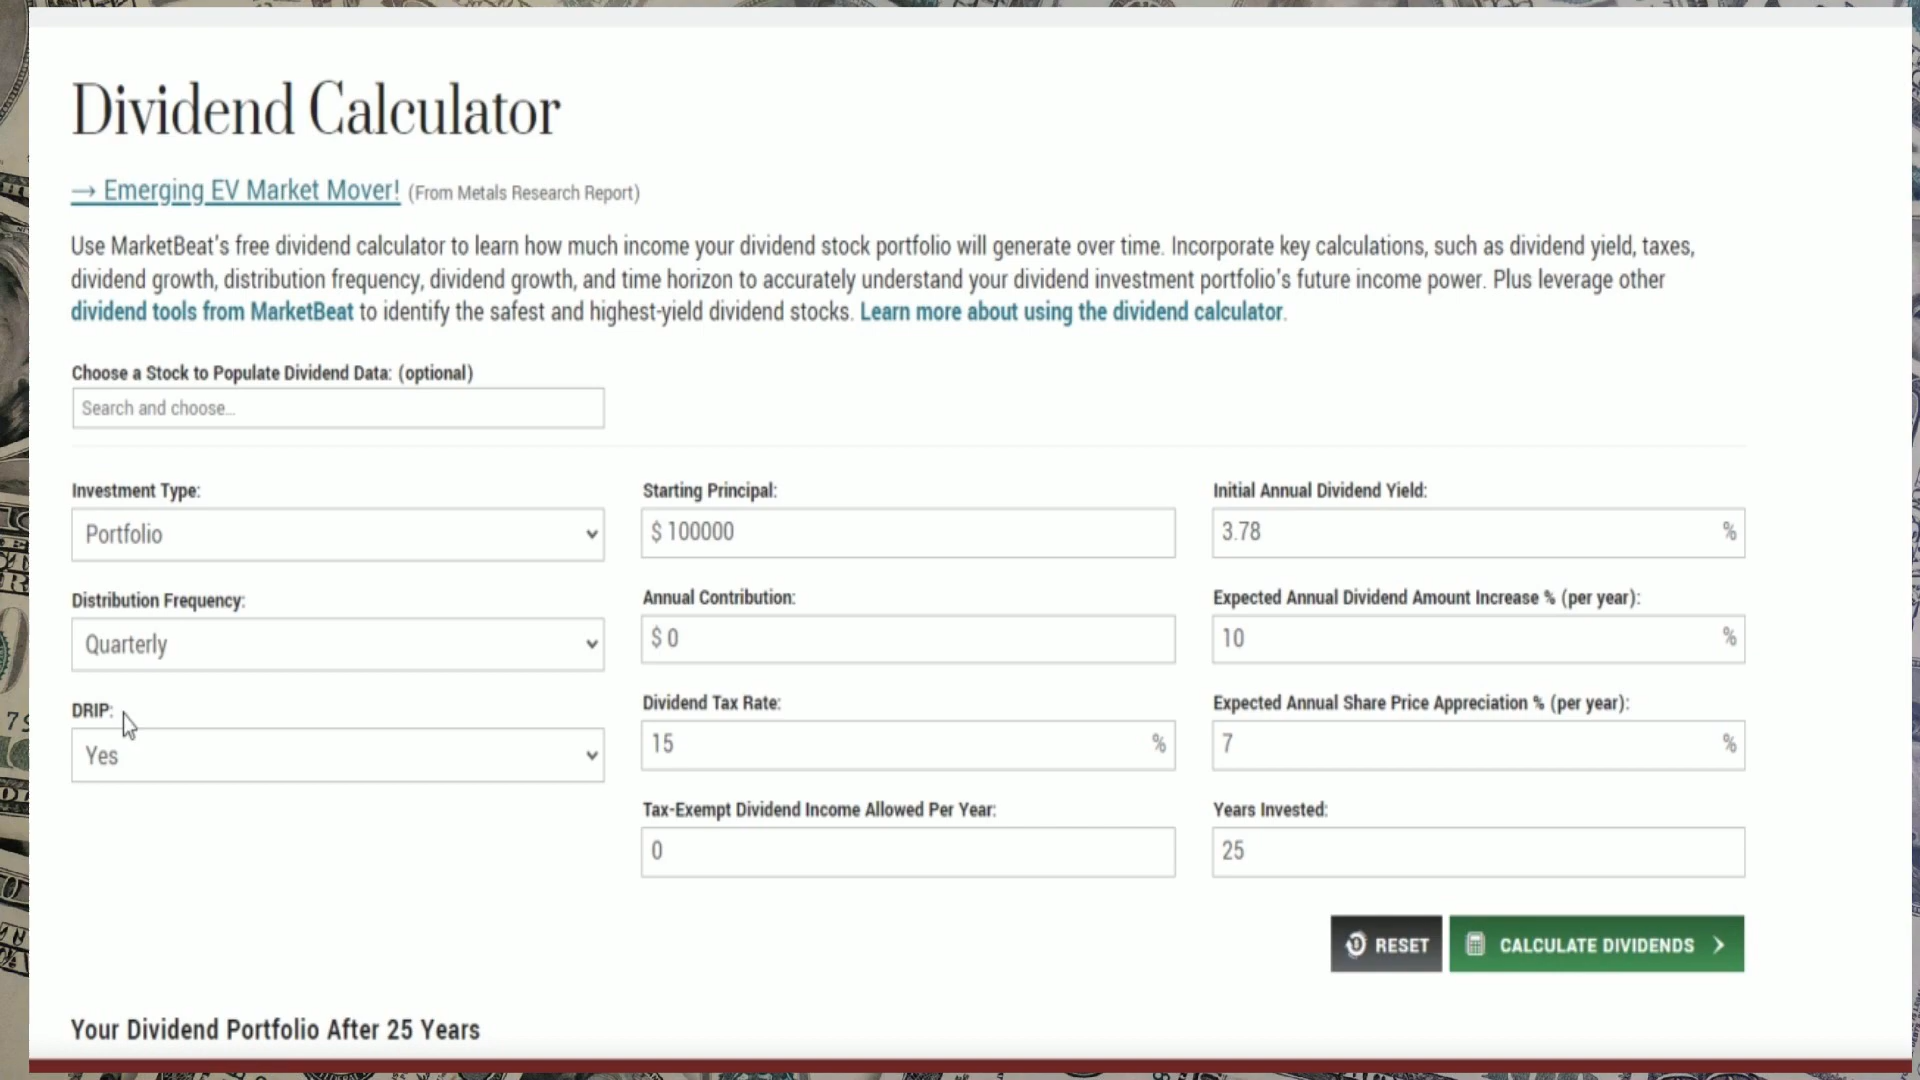 Dividend Calculator
→ Emerging EV Market Mover! (From Metals Research Report)
Use MarketBeat's free dividend calculator to learn how much income your dividend stock portfolio will generate over time. Incorporate key calculations, such as dividend yield, taxes,
dividend growth, distribution frequency, dividend growth, and time horizon to accurately understand your dividend investment portfolio's future income power. Plus leverage other
dividend tools from MarketBeat to identify the safest and highest-yield dividend stocks. Learn more about using the dividend calculator.
Choose a Stock to Populate Dividend Data: (optional)
Search and choose...
Investment Type:
Portfolio
Starting Principal:
$ 100000
Initial Annual Dividend Yield:
3.78 %
Distribution Frequency:
Quarterly
Annual Contribution:
$ 0
Expected Annual Dividend Amount Increase % (per year):
10 %
DRIP:
Yes
Dividend Tax Rate:
15 %
Expected Annual Share Price Appreciation % (per year):
7 %
Tax-Exempt Dividend Income Allowed Per Year:
0
Years Invested:
25
RESET
CALCULATE DIVIDENDS
Your Dividend Portfolio After 25 Years